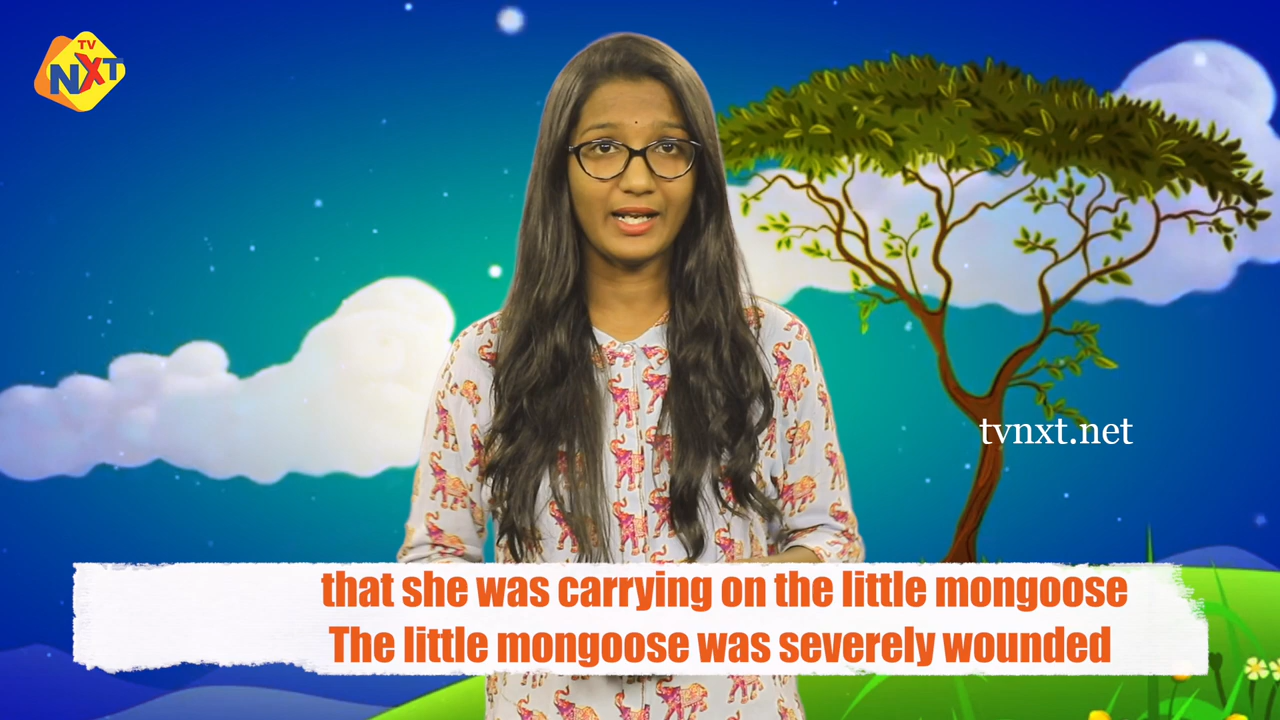 TV
NXT
tvnxt.net
that she was carrying on the little mongoose
The little mongoose was severely wounded